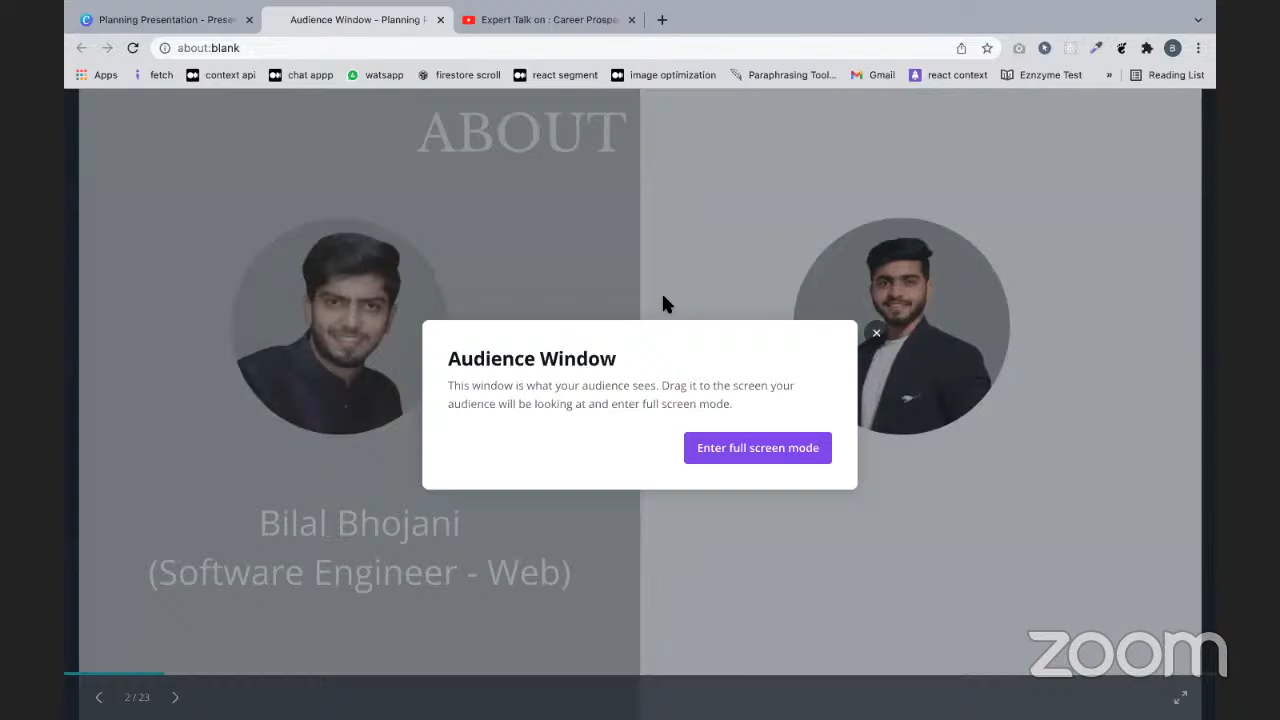 Planning Presentation - Prese
Audience Window - Planning
Expert Talk on : Career Prospe
about:blank
B
Apps
fetch
context api
chat appp
watsapp
firestore scroll
react segment
image optimization
Paraphrasing Tool...
Gmail
react context
Eznzyme Test
»
Reading List
ABOUT
Audience Window
This window is what your audience sees. Drag it to the screen your
audience will be looking at and enter full screen mode.
Enter full screen mode
Bilal Bhojani
(Software Engineer - Web)
zoom
2 / 23